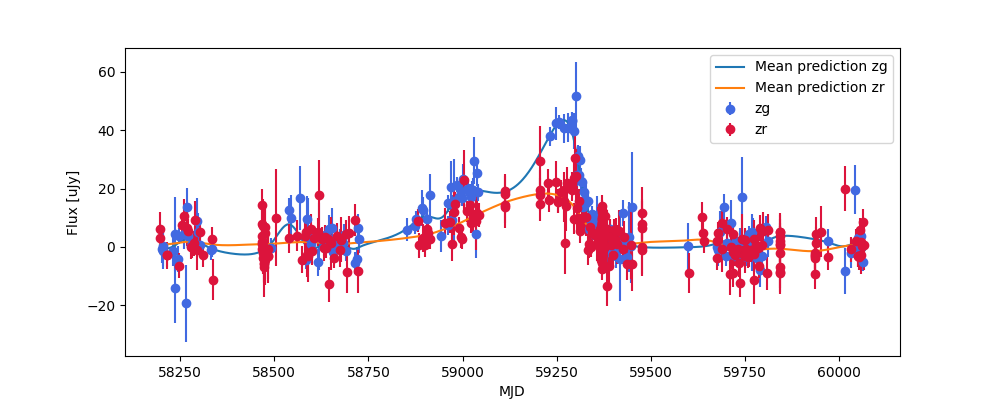 Mean prediction zg
Mean prediction zr
zg
zr
Flux [uJy]
60
40
20
0
−20
58250 58500 58750 59000 59250 59500 59750 60000
MJD